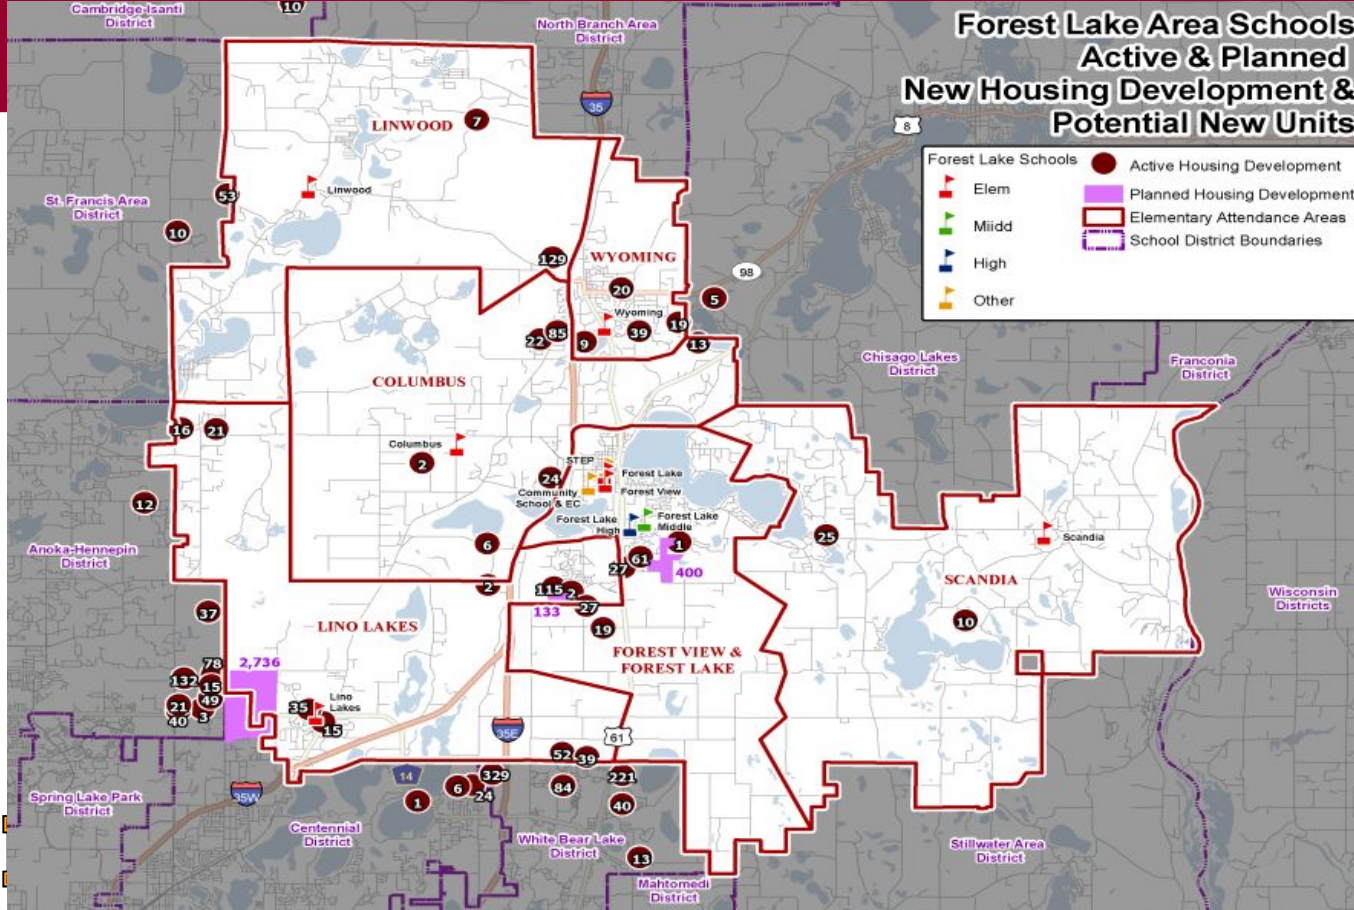 Cambridge-Isanti
District
10
North Branch Area
District
Forest Lake Area Schools
Active & Planned
New Housing Development &
Potential New Units
35
8
Forest Lake Schools
Elem
Miidd
High
Other
Active Housing Development
Planned Housing Development
Elementary Attendance Areas
School District Boundaries
LINWOOD
7
Linwood
53
St. Francis Area
District
10
129
WYOMING
20
98
5
Wyoming
19
22
85
9
39
13
Chisago Lakes
District
Franconia
District
COLUMBUS
16
21
Columbus
2
STEP
24
Forest Lake
Community
School & EC
Forest View
12
Forest Lake
High
Forest Lake
Middle
25
Scandia
Anoka-Hennepin
District
6
1
61
27
400
2
115
2
133
27
SCANDIA
Wisconsin
Districts
37
LINO LAKES
19
10
FOREST VIEW &
FOREST LAKE
78
2,736
132
15
49
21
3
40
35
Lino
Lakes
15
35E
61
52
39
14
329
221
6
24
84
1
40
35W
Spring Lake Park
District
Centennial
District
White Bear Lake
District
13
Stillwater Area
District
Mahtomedi
District